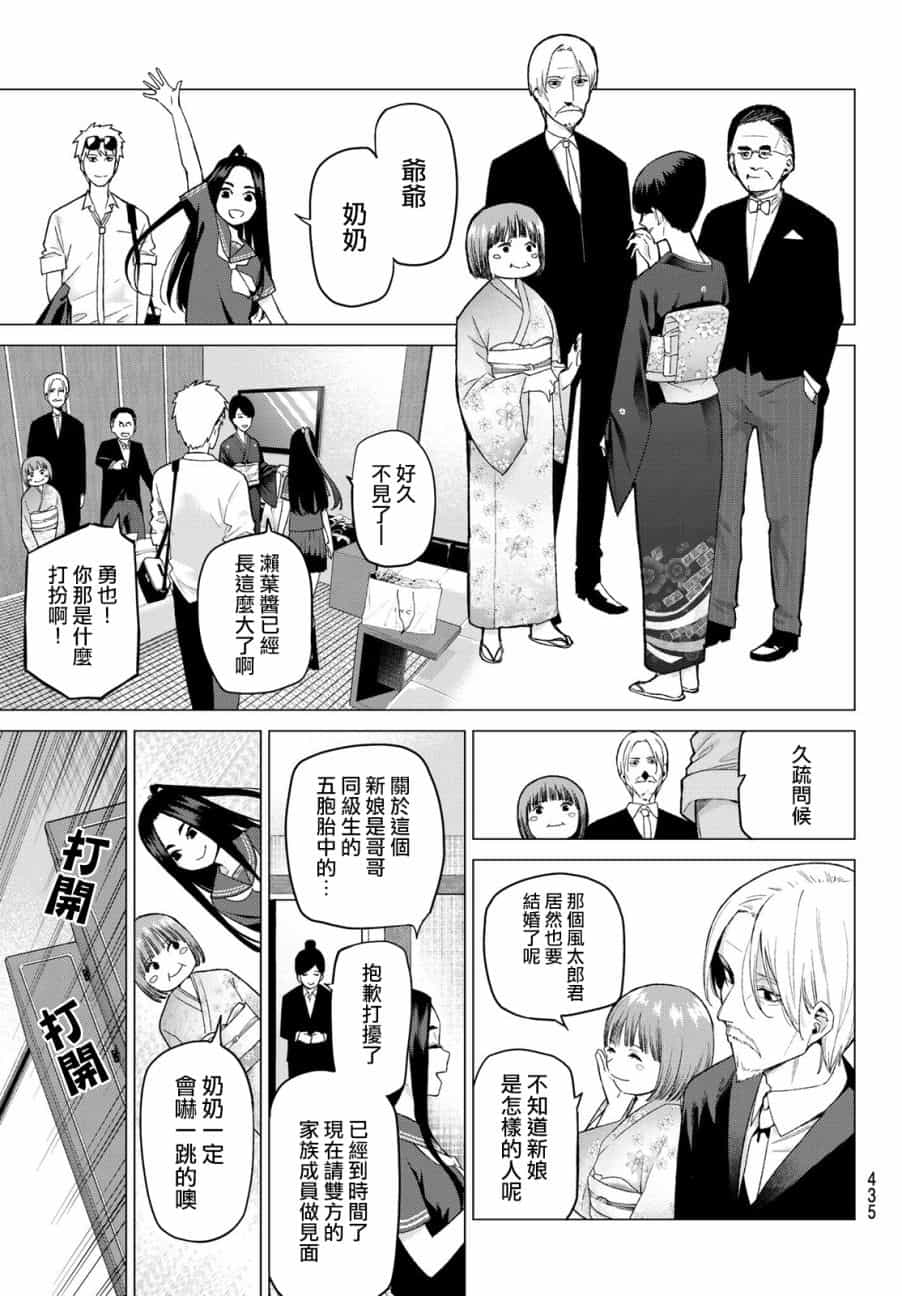 爺爺
奶奶
好久
不見了—
瀨葉醬已經
長這麼大了啊
勇也！
你那是什麼
打扮啊！
久疏問候
那個風太郎君
居然也要
結婚了呢
不知道新娘
是怎樣的人呢
關於這個
新娘是哥哥
同級生的
五胞胎中的…
抱歉打擾了
已經到時間了
現在請雙方的
家族成員做見面
奶奶一定
會嚇一跳的噢
打開
打開
435